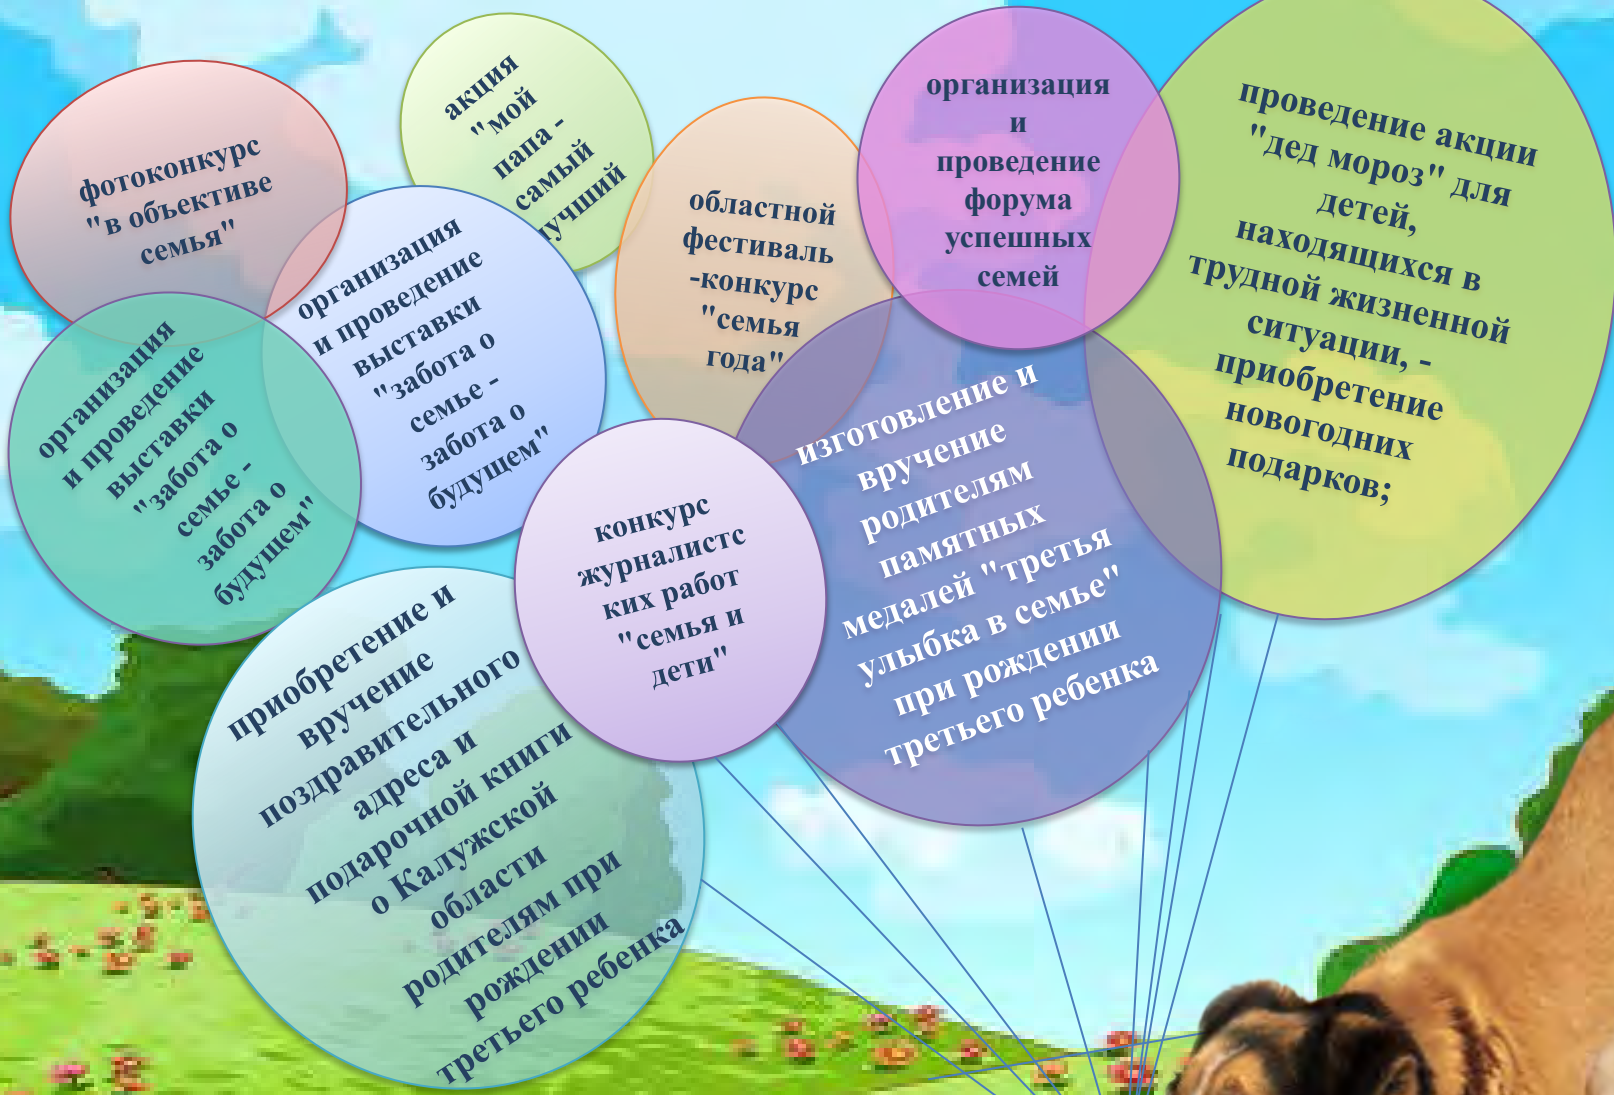 фотоконкурс
"в объективе
семья"
акция
"мой
папа -
самый
лучший
организация
и проведение
выставки
"забота о
семье -
забота о
будущем"
областной
фестиваль
-конкурс
"семья
года"
организация
и
проведение
форума
успешных
семей
проведение акции
"дед мороз" для
детей,
находящихся в
трудной жизненной
ситуации, -
приобретение
новогодних
подарков;
организация
и проведение
выставки
"забота о
семье -
забота о
будущем"
конкурс
журналистс
ких работ
"семья и
дети"
изготовление и
вручение
родителям
памятных
медалей "третья
улыбка в семье"
при рождении
третьего ребенка
приобретение и
вручение
поздравительного
адреса и
подарочной книги
о Калужской
области
родителям при
рождении
третьего ребенка